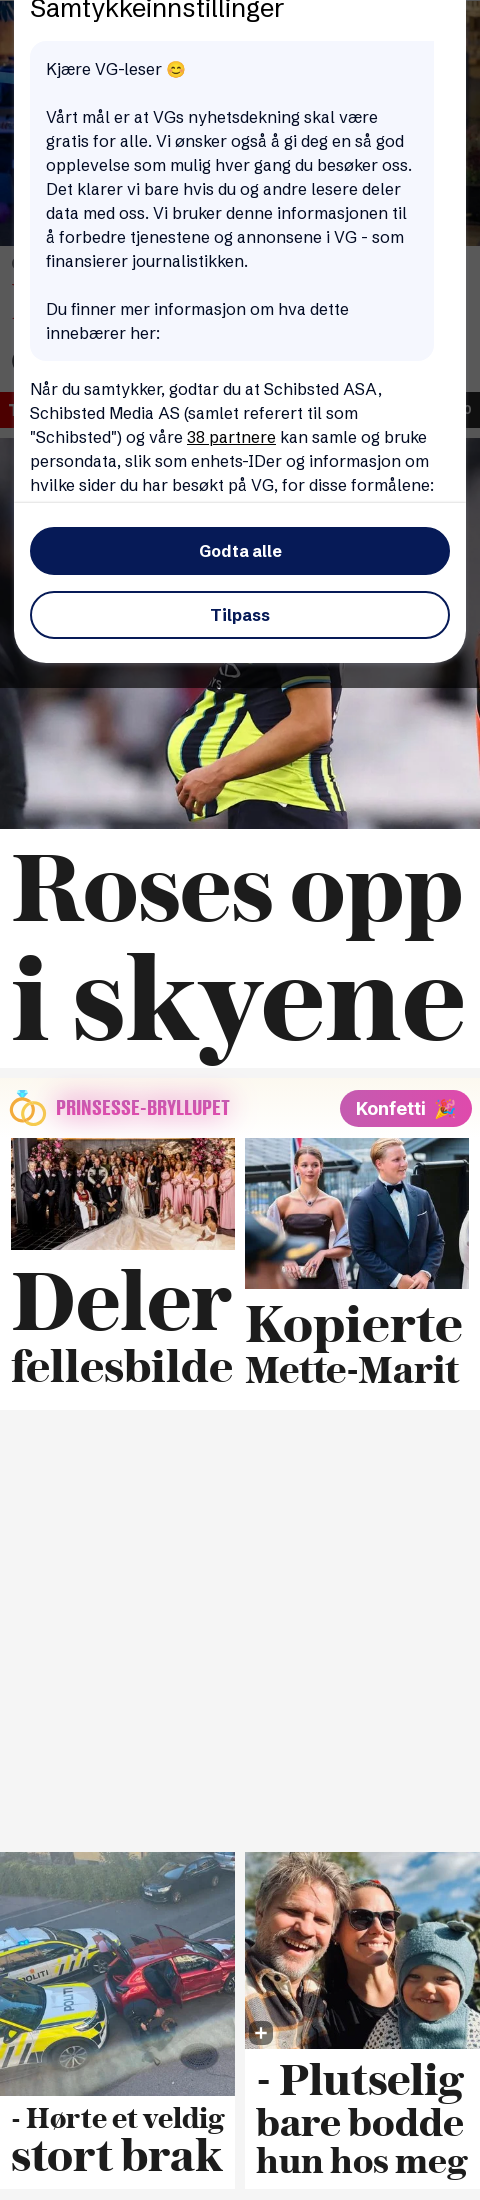 Samtykkeinnstillinger
Kjære VG-leser 😊
Vårt mål er at VGs nyhetsdekning skal være
gratis for alle. Vi ønsker også å gi deg en så god
opplevelse som mulig hver gang du besøker oss.
Det klarer vi bare hvis du og andre lesere deler
data med oss. Vi bruker denne informasjonen til
å forbedre tjenestene og annonsene i VG - som
finansierer journalistikken.
Du finner mer informasjon om hva dette
innebærer her:
Når du samtykker, godtar du at Schibsted ASA,
Schibsted Media AS (samlet referert til som
"Schibsted") og våre 38 partnere kan samle og bruke
persondata, slik som enhets-IDer og informasjon om
hvilke sider du har besøkt på VG, for disse formålene:
Godta alle
Tilpass
Roses opp
i skyene
PRINSESSE-BRYLLUPET
Konfetti 🎉
Deler
fellesbilde
Kopierte
Mette-Marit
POLITI
POLITI
- Hørte et veldig
stort brak
- Plutselig
bare bodde
hun hos meg